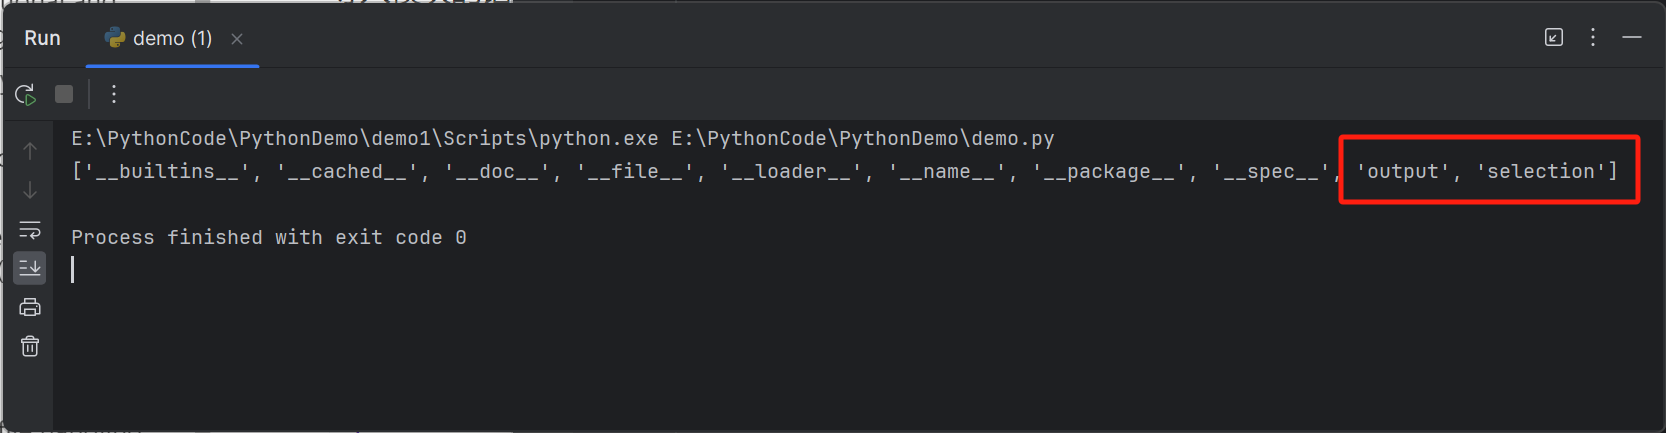 Run demo (1)
E:\PythonCode\PythonDemo\demo1\Scripts\python.exe E:\PythonCode\PythonDemo\demo.py
['__builtins__', '__cached__', '__doc__', '__file__', '__loader__', '__name__', '__package__', '__spec__', 'output', 'selection']
Process finished with exit code 0